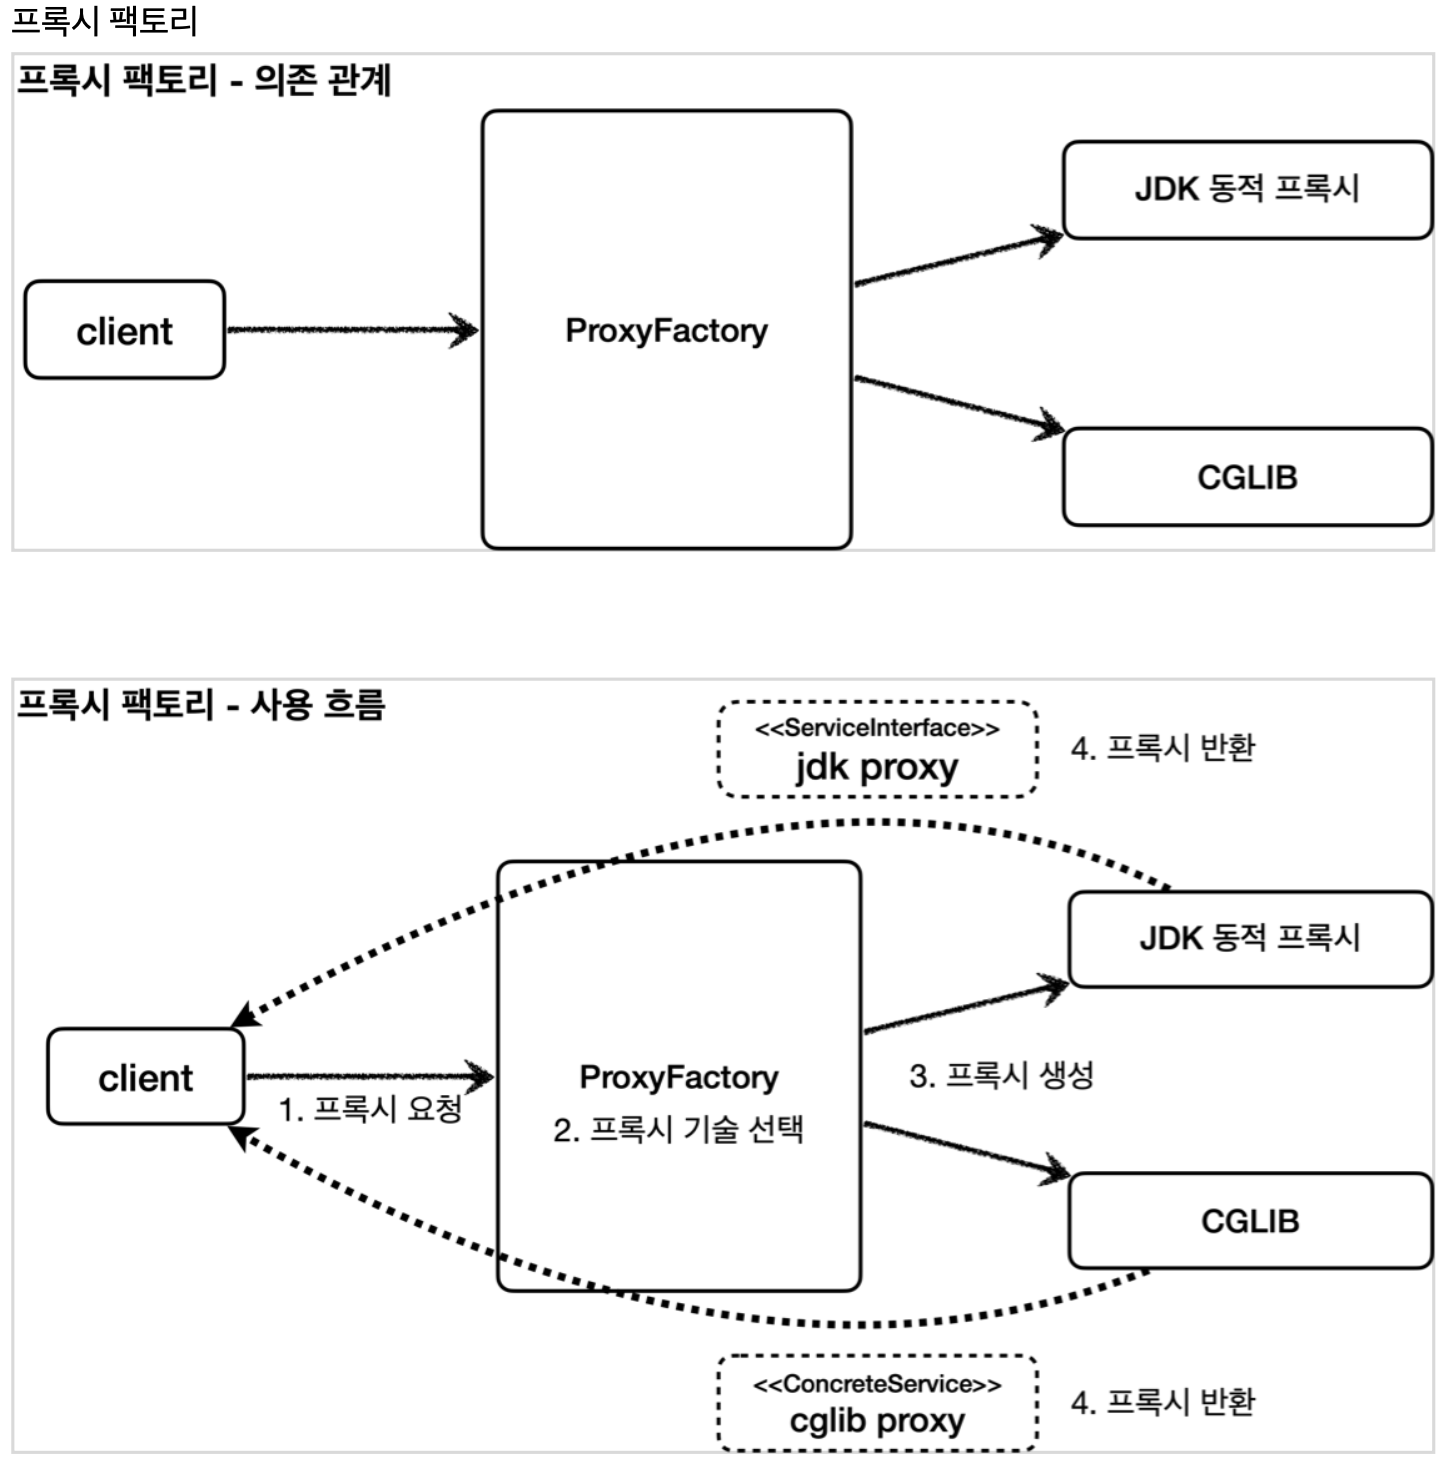 프록시 팩토리
프록시 팩토리 - 의존 관계
JDK 동적 프록시
client
ProxyFactory
CGLIB
프록시 팩토리 - 사용 흐름
<<ServiceInterface>>
jdk proxy
4. 프록시 반환
JDK 동적 프록시
client
1. 프록시 요청
ProxyFactory
2. 프록시 기술 선택
3. 프록시 생성
CGLIB
<<ConcreteService>>
cglib proxy
4. 프록시 반환